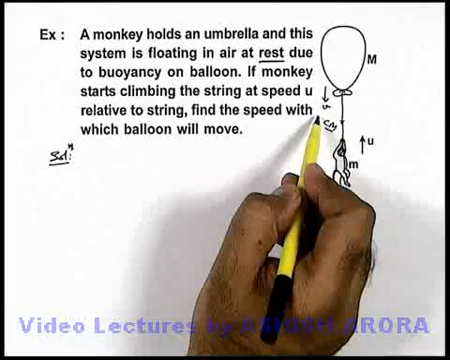 Ex : A monkey holds an umbrella and this
system is floating in air at rest due
to buoyancy on balloon. If monkey
starts climbing the string at speed u
relative to string, find the speed with
which balloon will move.
M
CM
u
m
Solⁿ:
Video Lectures by ASHISH ARORA